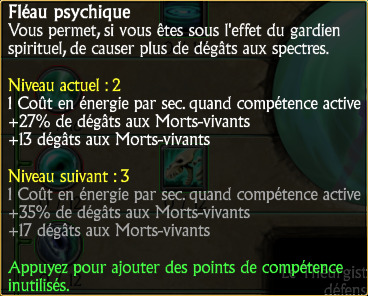 Fléau psychique
Vous permet, si vous êtes sous l'effet du gardien
spirituel, de causer plus de dégâts aux spectres.
Niveau actuel : 2
1 Coût en énergie par sec. quand compétence active
+27% de dégâts aux Morts-vivants
+13 dégâts aux Morts-vivants
Niveau suivant : 3
1 Coût en énergie par sec. quand compétence active
+35% de dégâts aux Morts-vivants
+17 dégâts aux Morts-vivants
Appuyez pour ajouter des points de compétence
inutilisés.